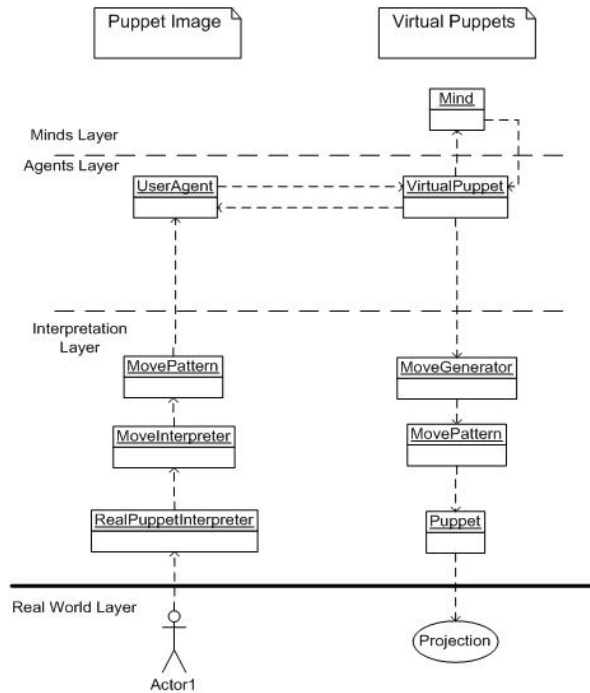 Puppet Image
Virtual Puppets
Mind
Minds Layer
Agents Layer
UserAgent
VirtualPuppet
Interpretation
Layer
MovePattern
MoveGenerator
MoveInterpreter
MovePattern
RealPuppetInterpreter
Puppet
Real World Layer
Projection
Actor1